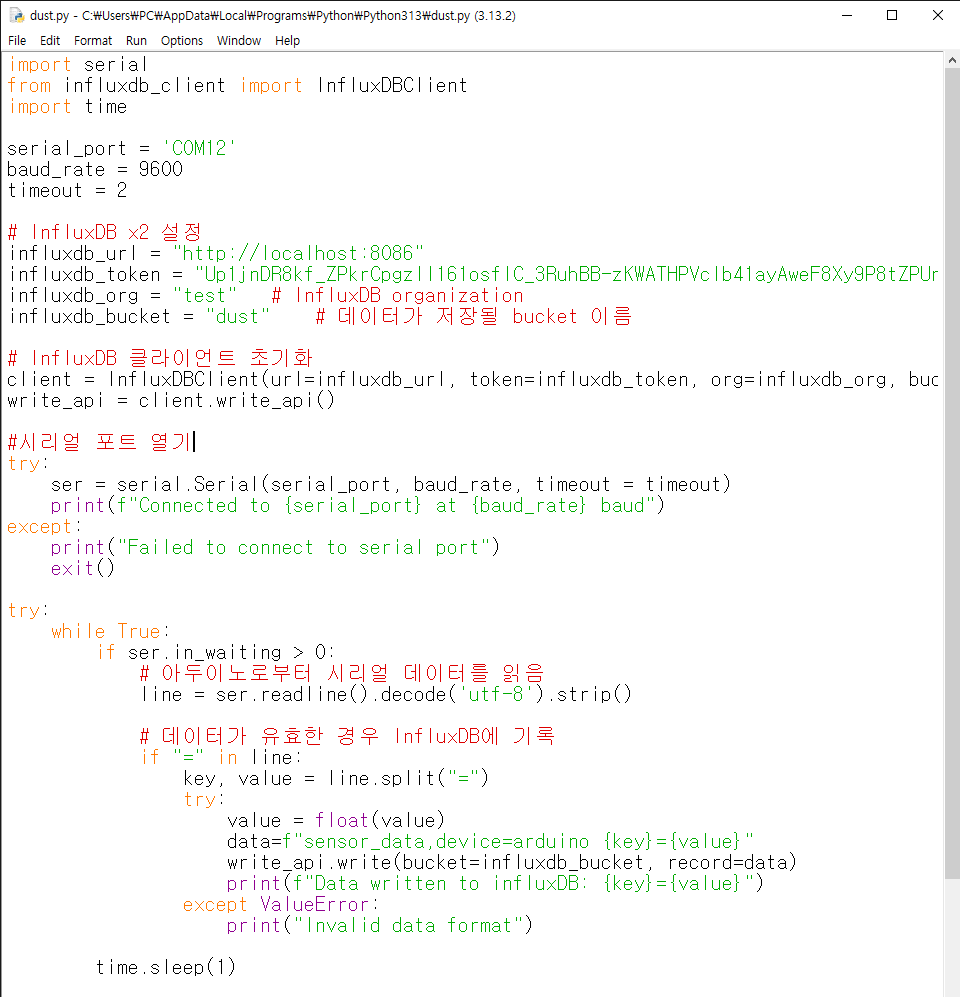 dust.py - C:₩Users₩PC₩AppData₩Local₩Programs₩Python₩Python313₩dust.py (3.13.2)
File Edit Format Run Options Window Help
import serial
from influxdb_client import InfluxDBClient
import time
serial_port = 'COM12'
baud_rate = 9600
timeout = 2
# InfluxDB x2 설정
influxdb_url = "http://localhost:8086"
influxdb_token =
influxdb_org = "test"   # InfluxDB organization
influxdb_bucket = "dust"    # 데이터가 저장될 bucket 이름
# InfluxDB 클라이언트 초기화
client = InfluxDBClient(url=influxdb_url, token=influxdb_token, org=influxdb_org, buc
write_api = client.write_api()
#시리얼 포트 열기
try:
    ser = serial.Serial(serial_port, baud_rate, timeout = timeout)
    print(f"Connected to {serial_port} at {baud_rate} baud")
except:
    print("Failed to connect to serial port")
    exit()
try:
    while True:
        if ser.in_waiting > 0:
            # 아두이노로부터 시리얼 데이터를 읽음
            line = ser.readline().decode('utf-8').strip()
            # 데이터가 유효한 경우 InfluxDB에 기록
            if "=" in line:
                key, value = line.split("=")
                try:
                    value = float(value)
                    data=f"sensor_data,device=arduino {key}={value}"
                    write_api.write(bucket=influxdb_bucket, record=data)
                    print(f"Data written to influxDB: {key}={value}")
                except ValueError:
                    print("Invalid data format")
        time.sleep(1)